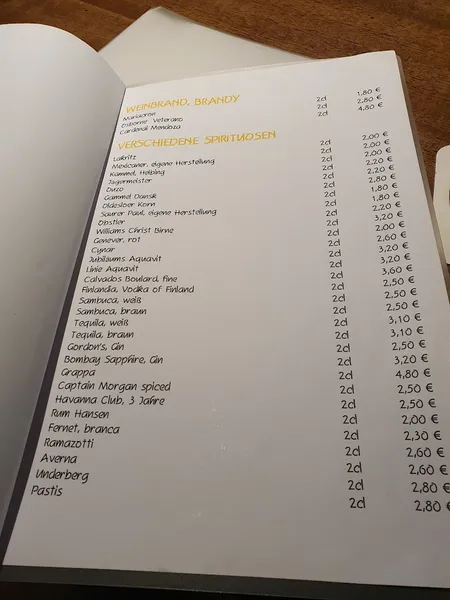 WEINBRAND, BRANDY
Mariacron 2cl 1,80 €
Osborne Veterano 2cl 2,80 €
Cardenal Mendoza 2cl 4,80 €
VERSCHIEDENE SPIRITUOSEN
Lakritz 2cl 2,00 €
Mexicaner, eigene Herstellung 2cl 2,00 €
Kümmel, Helbing 2cl 2,00 €
Jägermeister 2cl 2,20 €
Ouzo 2cl 2,20 €
Gammel Dansk 2cl 2,80 €
Oldesloer Korn 2cl 1,80 €
Saurer Paul, eigene Herstellung 2cl 1,80 €
Obstler 2cl 2,20 €
Williams Christ Birne 2cl 3,20 €
Genever, rot 2cl 2,00 €
Cynar 2cl 2,60 €
Jubiläums Aquavit 2cl 3,20 €
Linie Aquavit 2cl 3,20 €
Calvados Boulard, fine 2cl 3,60 €
Finlandia, Vodka of Finland 2cl 2,50 €
Sambuca, weiß 2cl 2,50 €
Sambuca, braun 2cl 2,50 €
Tequila, weiß 2cl 3,10 €
Tequila, braun 2cl 3,10 €
Gordon's, Gin 2cl 2,50 €
Bombay Sapphire, Gin 2cl 3,20 €
Grappa 2cl 4,80 €
Captain Morgan spiced 2cl 2,50 €
Havanna Club, 3 Jahre 2cl 2,50 €
Rum Hansen 2cl 2,00 €
Fernet, branca 2cl 2,30 €
Ramazotti 2cl 2,60 €
Averna 2cl 2,60 €
Underberg 2cl 2,80 €
Pastis 2cl 2,80 €